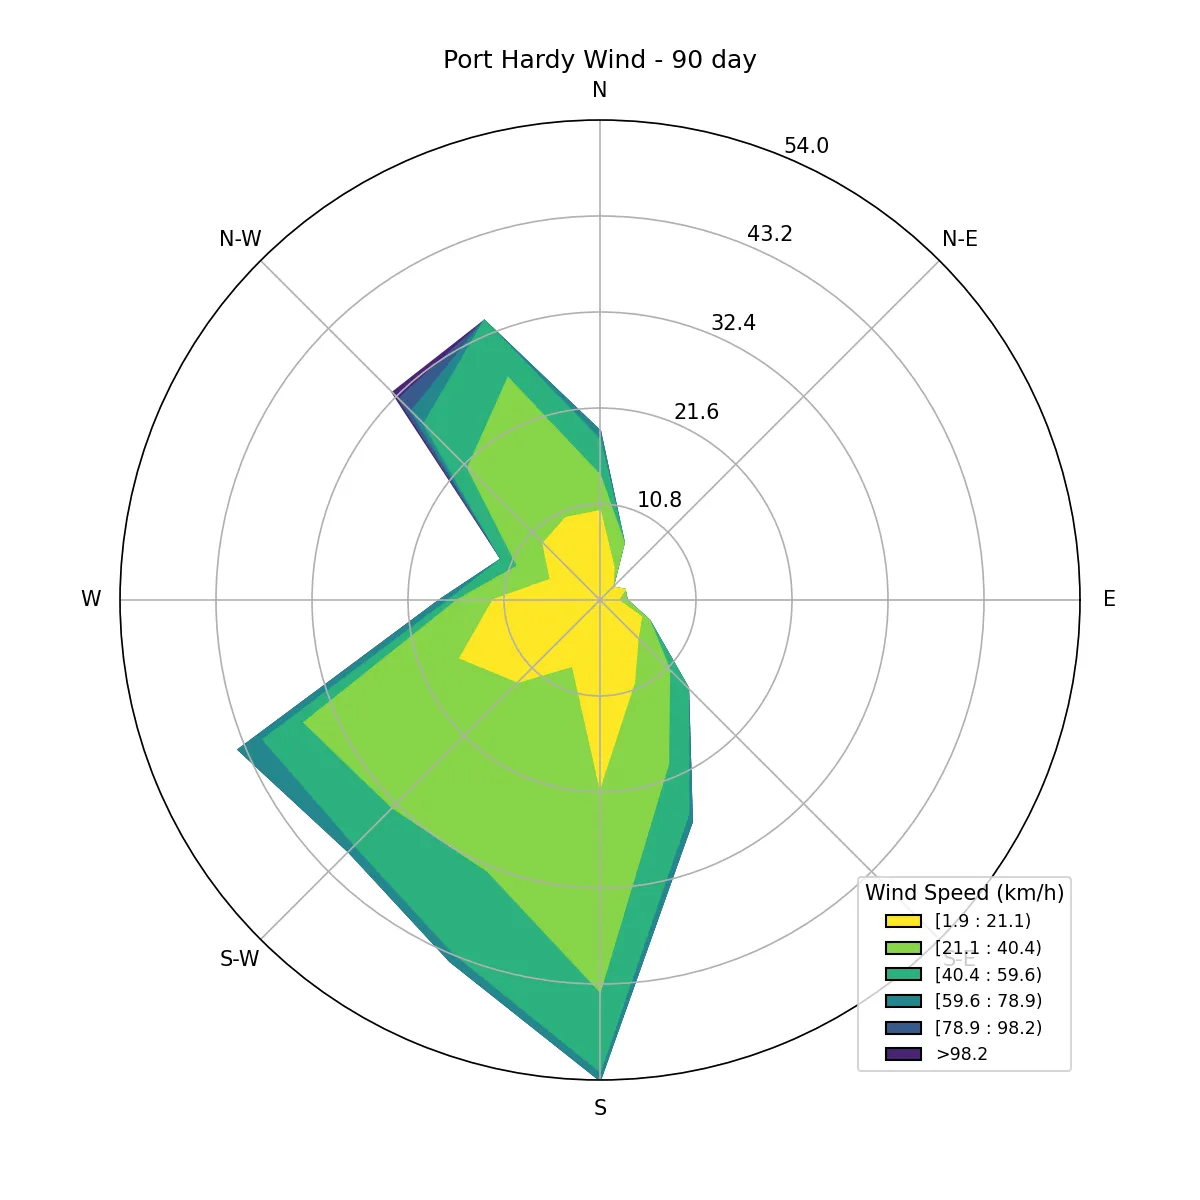 Port Hardy Wind - 90 day
N
54.0
N-W
43.2
N-E
32.4
21.6
10.8
W
E
S-W
S-E
S
Wind Speed (km/h)
[1.9 : 21.1)
[21.1 : 40.4)
[40.4 : 59.6)
[59.6 : 78.9)
[78.9 : 98.2)
>98.2